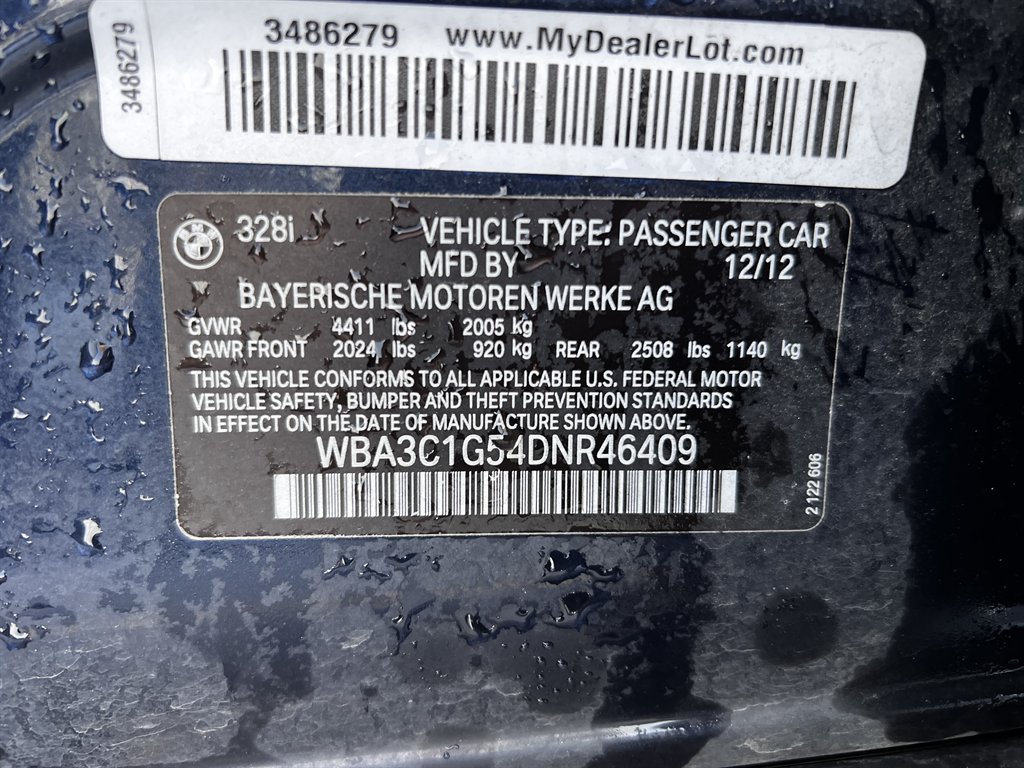 3486279
3486279 www.MyDealerLot.com
BMW
328i VEHICLE TYPE: PASSENGER CAR
MFD BY 12/12
BAYERISCHE MOTOREN WERKE AG
GVWR 4411 lbs 2005 kg
GAWR FRONT 2024 lbs 920 kg REAR 2508 lbs 1140 kg
THIS VEHICLE CONFORMS TO ALL APPLICABLE U.S. FEDERAL MOTOR
VEHICLE SAFETY, BUMPER AND THEFT PREVENTION STANDARDS
IN EFFECT ON THE DATE OF MANUFACTURE SHOWN ABOVE.
WBA3C1G54DNR46409
2 122 606